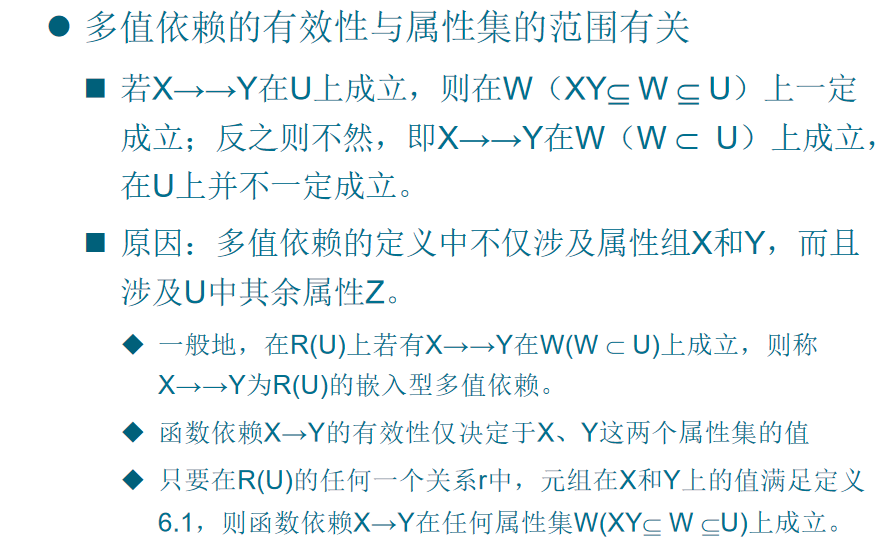 ● 多值依赖的有效性与属性集的范围有关
■ 若X→→Y在U上成立，则在W（XY⊆ W ⊆ U）上一定
成立；反之则不然，即X→→Y在W（W ⊂ U）上成立，
在U上并不一定成立。
■ 原因：多值依赖的定义中不仅涉及属性组X和Y，而且
涉及U中其余属性Z。
◆ 一般地，在R(U)上若有X→→Y在W(W ⊂ U)上成立，则称
X→→Y为R(U)的嵌入型多值依赖。
◆ 函数依赖X→Y的有效性仅决定于X、Y这两个属性集的值
◆ 只要在R(U)的任何一个关系r中，元组在X和Y上的值满足定义
6.1，则函数依赖X→Y在任何属性集W(XY⊆ W ⊆U)上成立。